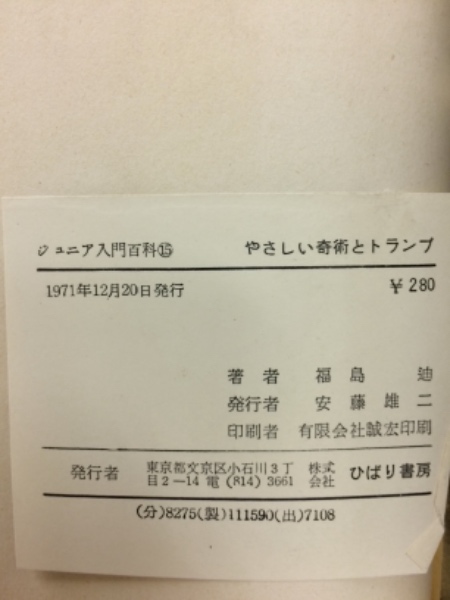 ジュニア入門百科⑮ やさしい奇術とトランプ
1971年12月20日発行 ￥280
著者 福島 迪
発行者 安藤雄二
印刷者 有限会社誠宏印刷
発行者 東京都文京区小石川3丁目2－14 電(814)3661 株式会社 ひばり書房
(分)8275(製)111590(出)7108